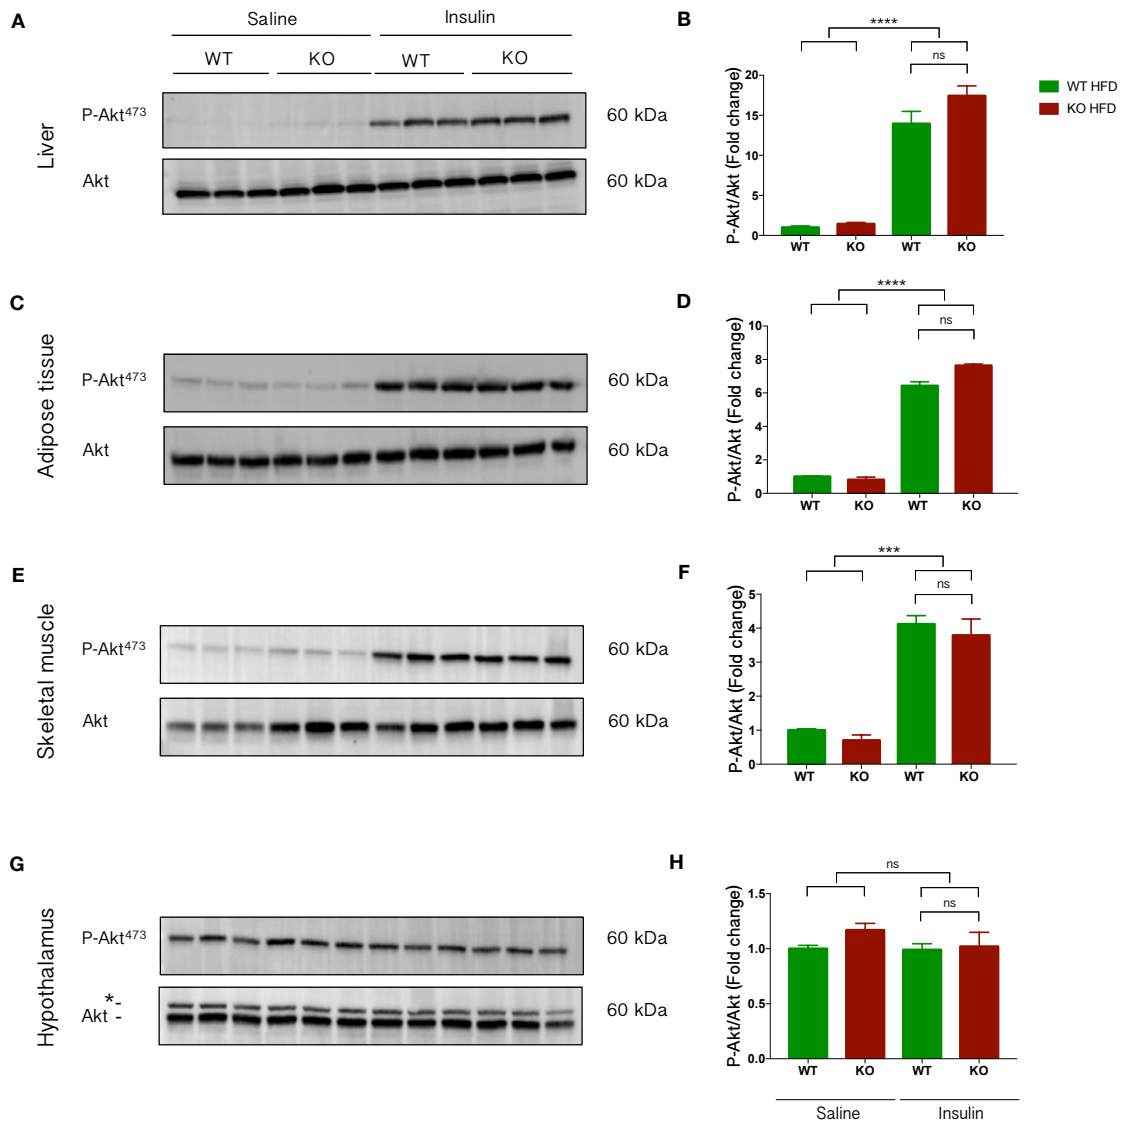 A
Saline
Insulin
WT
KO
WT
KO
Liver
P-Akt⁴⁷³
60 kDa
Akt
60 kDa
B
****
ns
P-Akt/Akt (Fold change)
20
15
10
5
0
WT
KO
WT
KO
WT HFD
KO HFD
C
Adipose tissue
P-Akt⁴⁷³
60 kDa
Akt
60 kDa
D
****
ns
P-Akt/Akt (Fold change)
10
8
6
4
2
0
WT
KO
WT
KO
E
Skeletal muscle
P-Akt⁴⁷³
60 kDa
Akt
60 kDa
F
***
ns
P-Akt/Akt (Fold change)
5
4
3
2
1
0
WT
KO
WT
KO
G
Hypothalamus
P-Akt⁴⁷³
60 kDa
*-
Akt -
60 kDa
H
ns
ns
P-Akt/Akt (Fold change)
1.5
1.0
0.5
0.0
WT
KO
WT
KO
Saline
Insulin